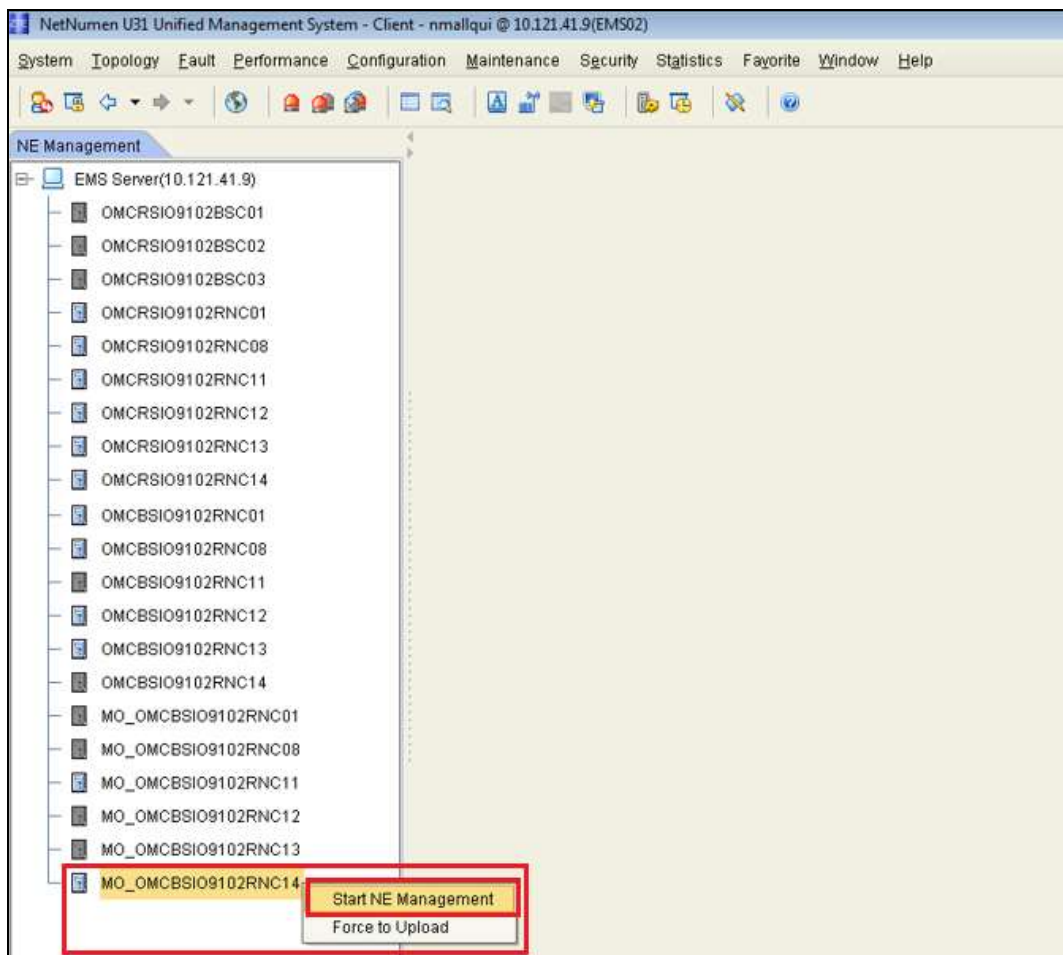 NetNumen U31 Unified Management System - Client - nmallqui @ 10.121.41.9(EMS02)
System Topology Fault Performance Configuration Maintenance Security Statistics Favorite Window Help
NE Management
EMS Server(10.121.41.9)
OMCRSIO9102BSC01
OMCRSIO9102BSC02
OMCRSIO9102BSC03
OMCRSIO9102RNC01
OMCRSIO9102RNC08
OMCRSIO9102RNC11
OMCRSIO9102RNC12
OMCRSIO9102RNC13
OMCRSIO9102RNC14
OMCBSIO9102RNC01
OMCBSIO9102RNC08
OMCBSIO9102RNC11
OMCBSIO9102RNC12
OMCBSIO9102RNC13
OMCBSIO9102RNC14
MO_OMCBSIO9102RNC01
MO_OMCBSIO9102RNC08
MO_OMCBSIO9102RNC11
MO_OMCBSIO9102RNC12
MO_OMCBSIO9102RNC13
MO_OMCBSIO9102RNC14
Start NE Management
Force to Upload